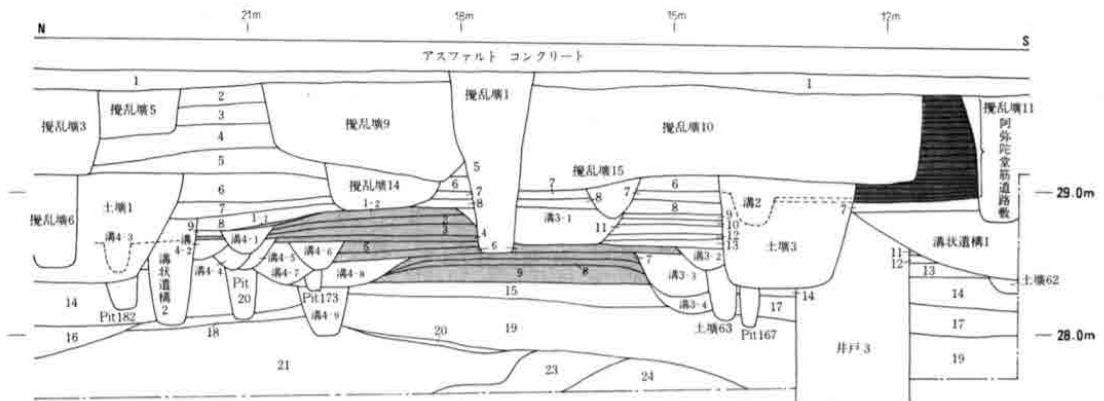 21m 18m 15m 12m
N S
アスファルト コンクリート
1 1
攪乱壙3
攪乱壙5
2
3
4
5
攪乱壙9
攪乱壙1
攪乱壙10
攪乱壙11
阿弥陀堂筋道路敷
5
攪乱壙14
6
7
8
7
攪乱壙15
8
7
6
8
29.0m
攪乱壙6
土壙1
溝4-3
9
溝4-2
6
7
8
1-1
1-2
2
3
4
5
6
溝3-1
11
9
10
12
13
溝2
土壙3
7
溝状遺構1
11
12
13
土壙62
溝4-1
溝4-6
溝4-5
溝4-4
溝4-7
溝4-8
8
9
7
溝3-2
溝3-3
溝3-4
14
Pit182
溝状遺構2
Pit20
Pit173
溝4-9
15
土壙63
Pit167
17
14
14
17
19
28.0m
16
18
19
20
21
23
24
井戸3